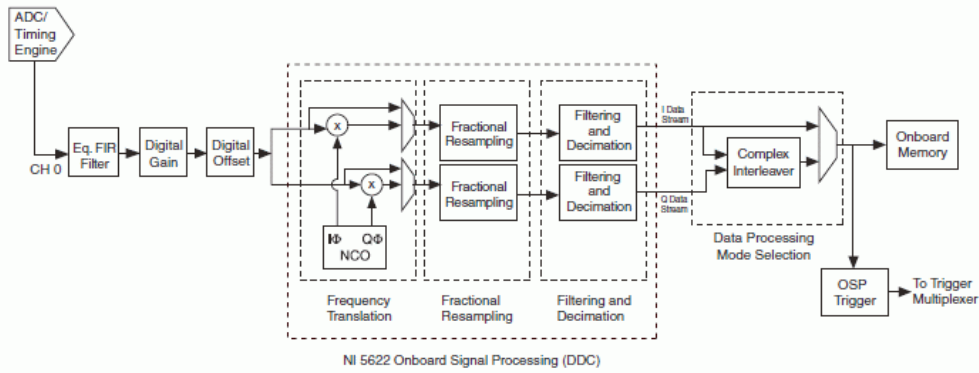 ADC/
Timing
Engine
CH 0
Eq. FIR
Filter
Digital
Gain
Digital
Offset
x
x
IΦ QΦ
NCO
Frequency
Translation
Fractional
Resampling
Fractional
Resampling
Fractional
Resampling
Filtering
and
Decimation
Filtering
and
Decimation
Filtering and
Decimation
I Data
Stream
Q Data
Stream
Complex
Interleaver
Data Processing
Mode Selection
Onboard
Memory
OSP
Trigger
To Trigger
Multiplexer
NI 5622 Onboard Signal Processing (DDC)